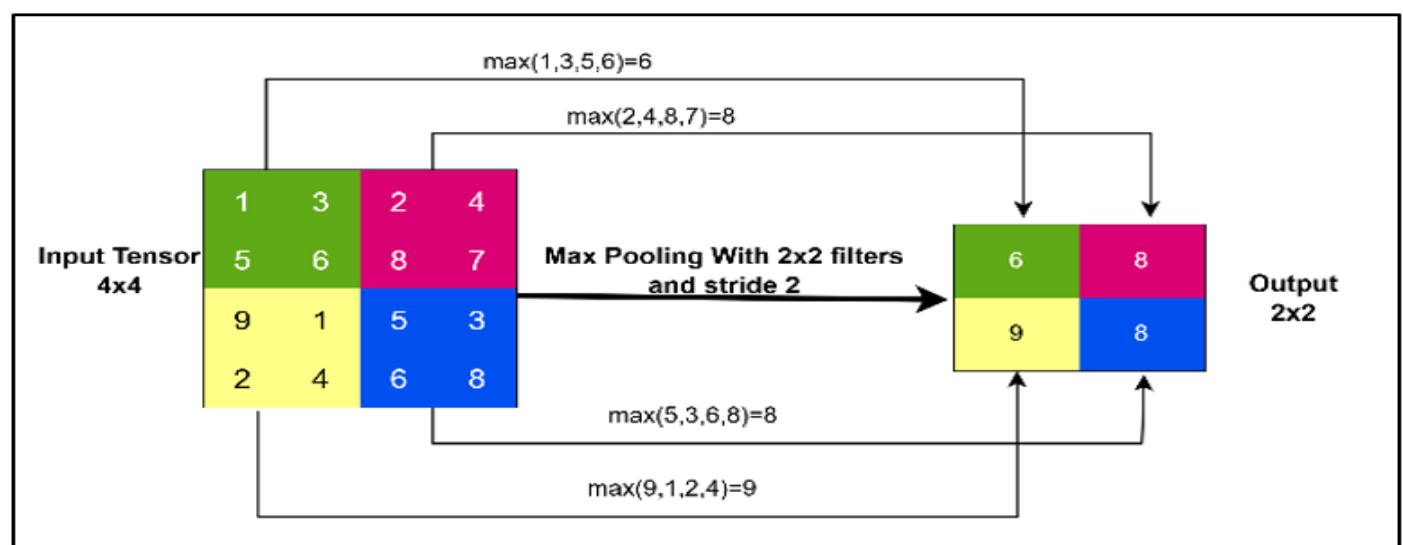 max(1,3,5,6)=6
max(2,4,8,7)=8
1 3 2 4
5 6 8 7
9 1 5 3
2 4 6 8
Input Tensor
4x4
Max Pooling With 2x2 filters
and stride 2
6 8
9 8
Output
2x2
max(5,3,6,8)=8
max(9,1,2,4)=9